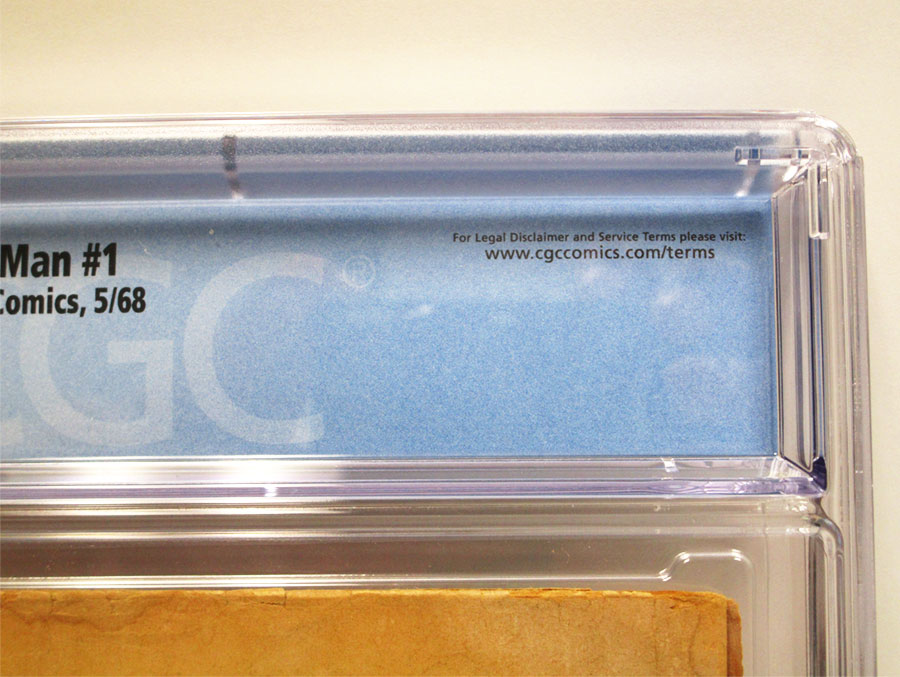 Man #1
Comics, 5/68
CGC®
For Legal Disclaimer and Service Terms please visit:
www.cgccomics.com/terms